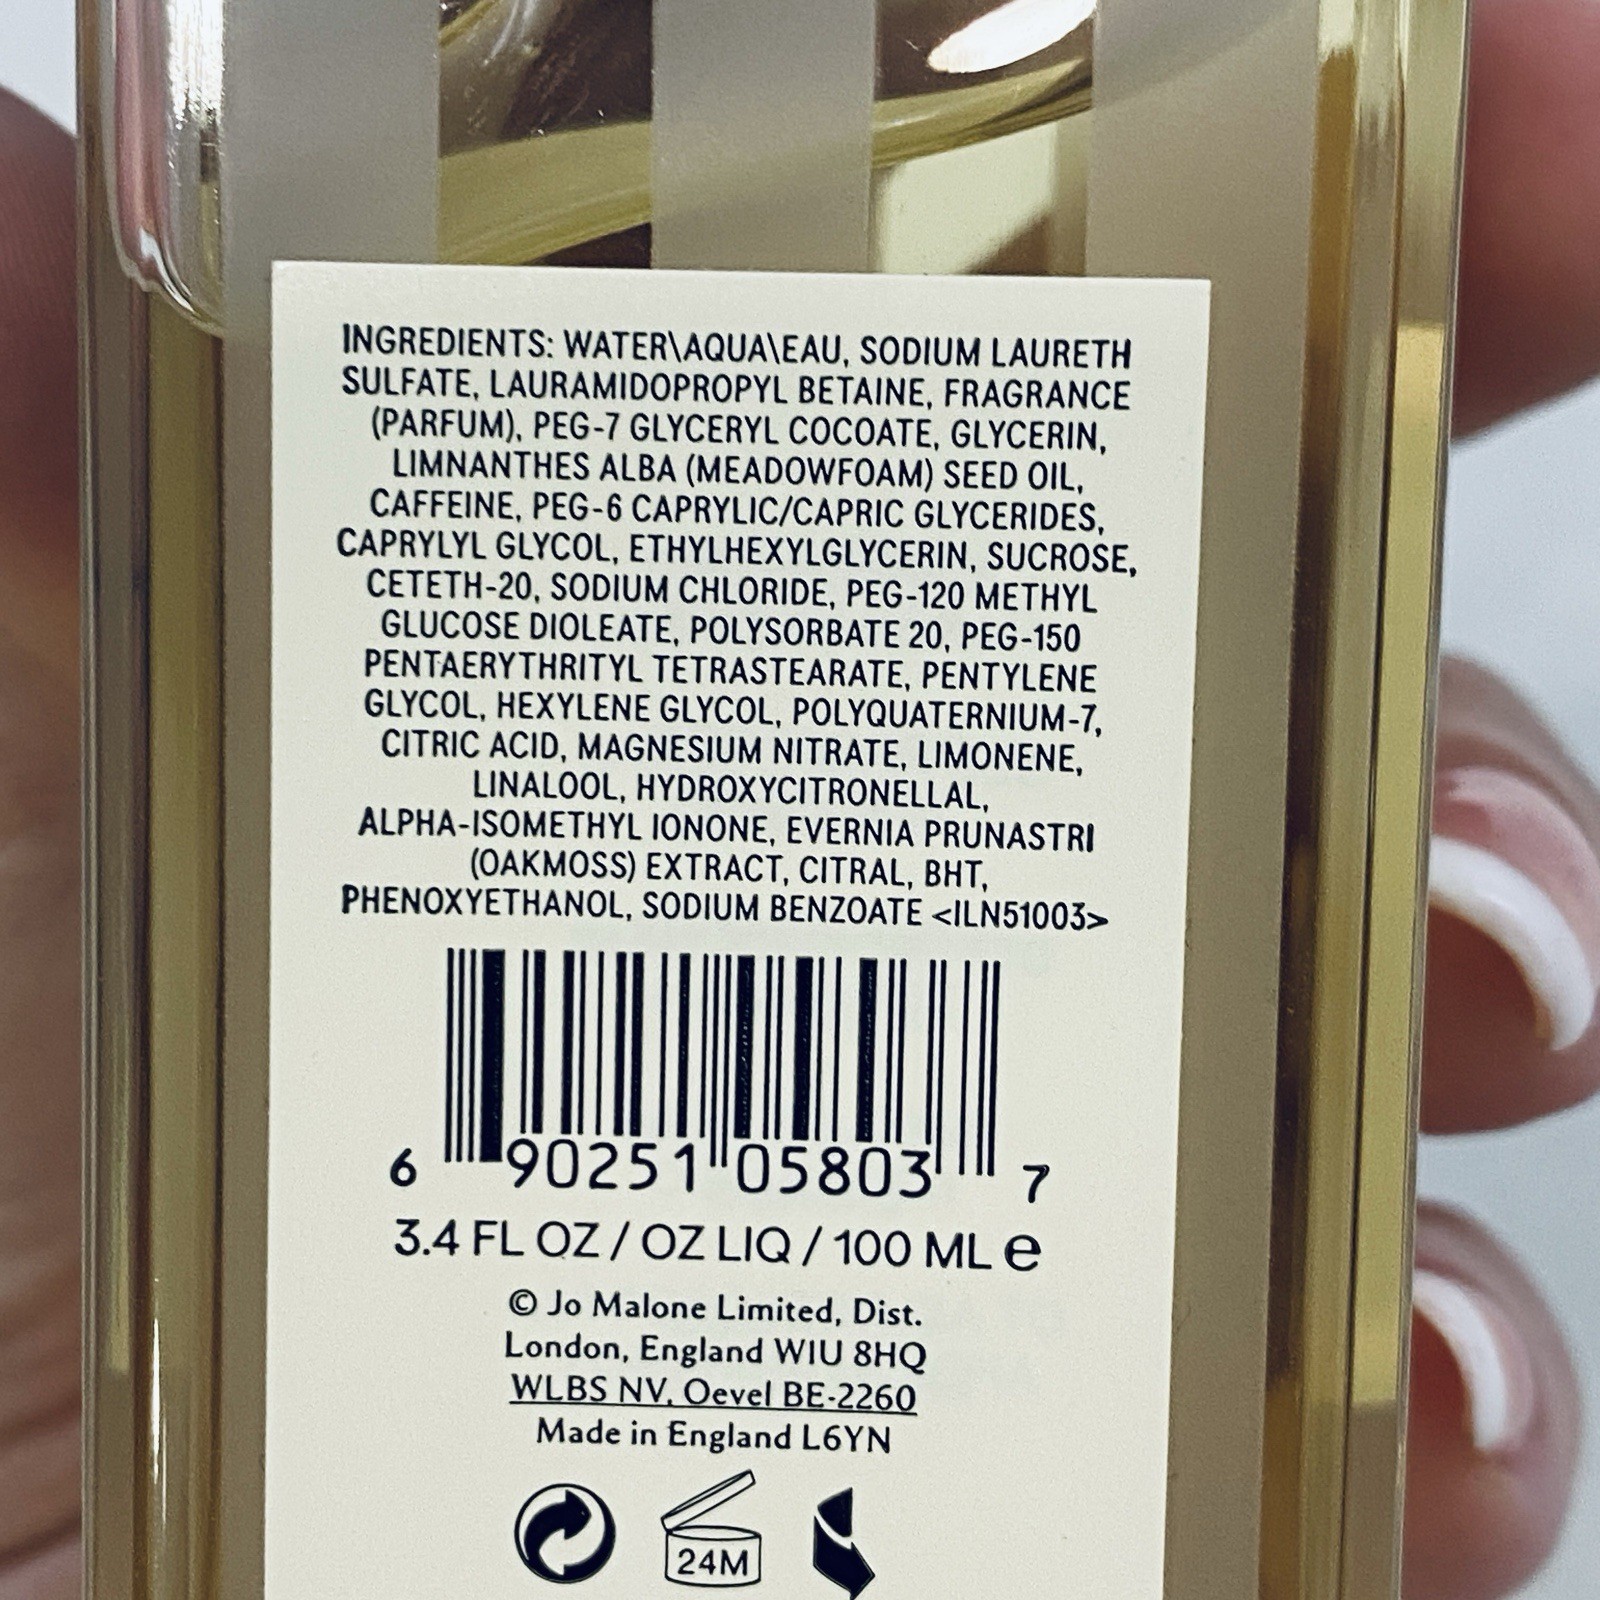 INGREDIENTS: WATER\AQUA\EAU, SODIUM LAURETH
SULFATE, LAURAMIDOPROPYL BETAINE, FRAGRANCE
(PARFUM), PEG-7 GLYCERYL COCOATE, GLYCERIN,
LIMNANTHES ALBA (MEADOWFOAM) SEED OIL,
CAFFEINE, PEG-6 CAPRYLIC/CAPRIC GLYCERIDES,
CAPRYLYL GLYCOL, ETHYLHEXYLGLYCERIN, SUCROSE,
CETETH-20, SODIUM CHLORIDE, PEG-120 METHYL
GLUCOSE DIOLEATE, POLYSORBATE 20, PEG-150
PENTAERYTHRITYL TETRASTEARATE, PENTYLENE
GLYCOL, HEXYLENE GLYCOL, POLYQUATERNIUM-7,
CITRIC ACID, MAGNESIUM NITRATE, LIMONENE,
LINALOOL, HYDROXYCITRONELLAL,
ALPHA-ISOMETHYL IONONE, EVERNIA PRUNASTRI
(OAKMOSS) EXTRACT, CITRAL, BHT,
PHENOXYETHANOL, SODIUM BENZOATE <ILN51003>
6 90251 05803 7
3.4 FL OZ / OZ LIQ / 100 ML e
© Jo Malone Limited, Dist.
London, England W1U 8HQ
WLBS NV, Oevel BE-2260
Made in England L6YN
24M